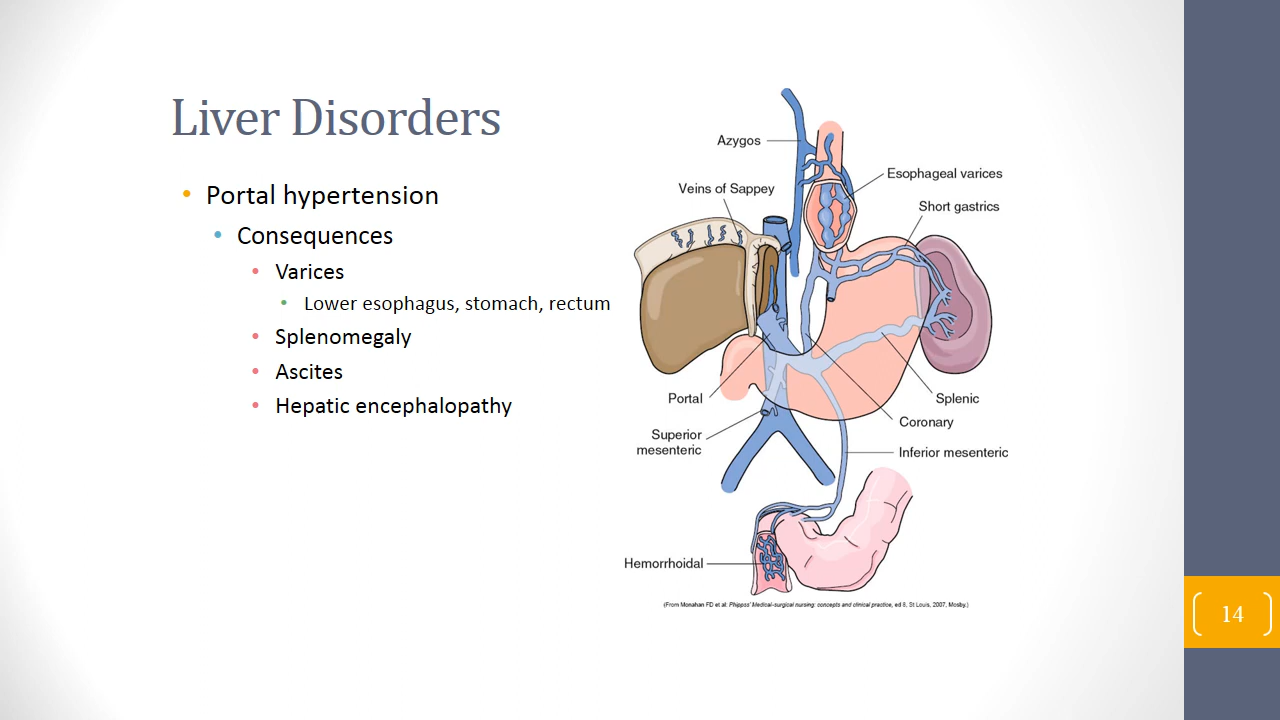 Liver Disorders
• Portal hypertension
• Consequences
• Varices
• Lower esophagus, stomach, rectum
• Splenomegaly
• Ascites
• Hepatic encephalopathy
Azygos
Esophageal varices
Veins of Sappey
Short gastrics
Portal
Splenic
Coronary
Superior
mesenteric
Inferior mesenteric
Hemorrhoidal
(From Monahan FD et al: Phipps' Medical-surgical nursing: concepts and clinical practice, ed 8, St Louis, 2007, Mosby.)
14